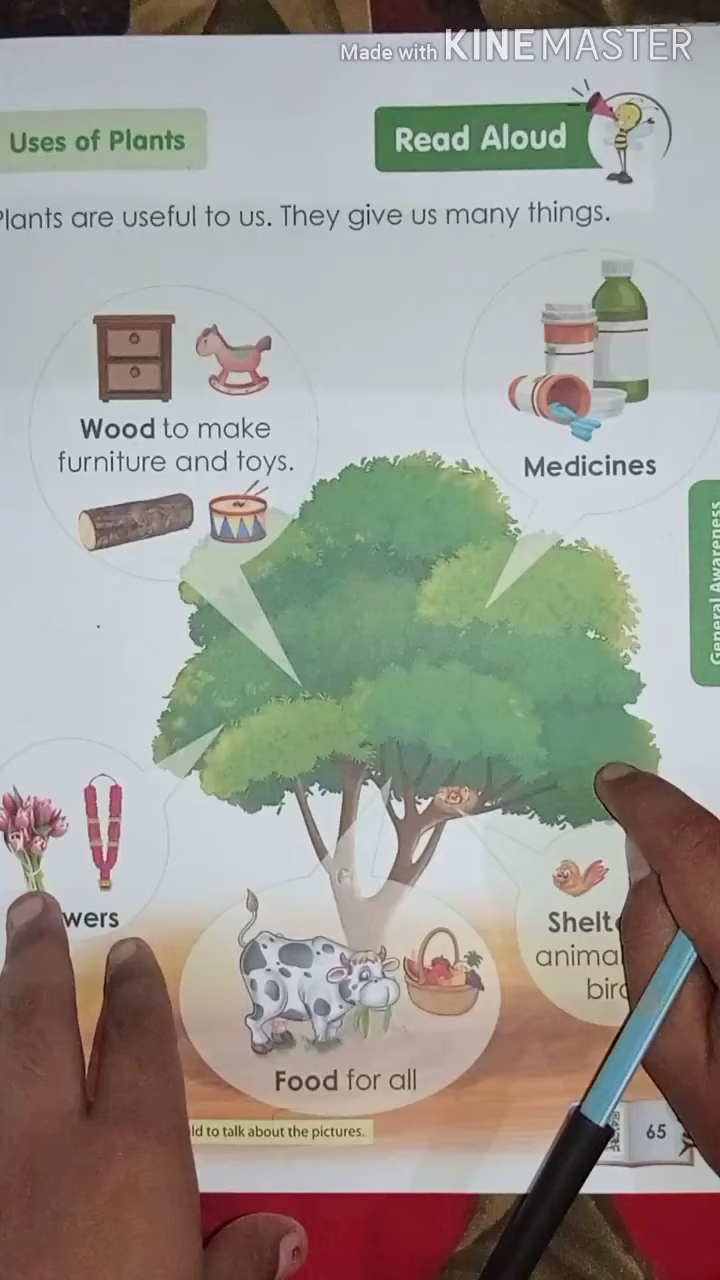 Made with KINEMASTER
Uses of Plants
Read Aloud
Plants are useful to us. They give us many things.
Wood to make
furniture and toys.
Medicines
General Awareness
wers
Shelt
animal
bird
Food for all
ld to talk about the pictures.
65